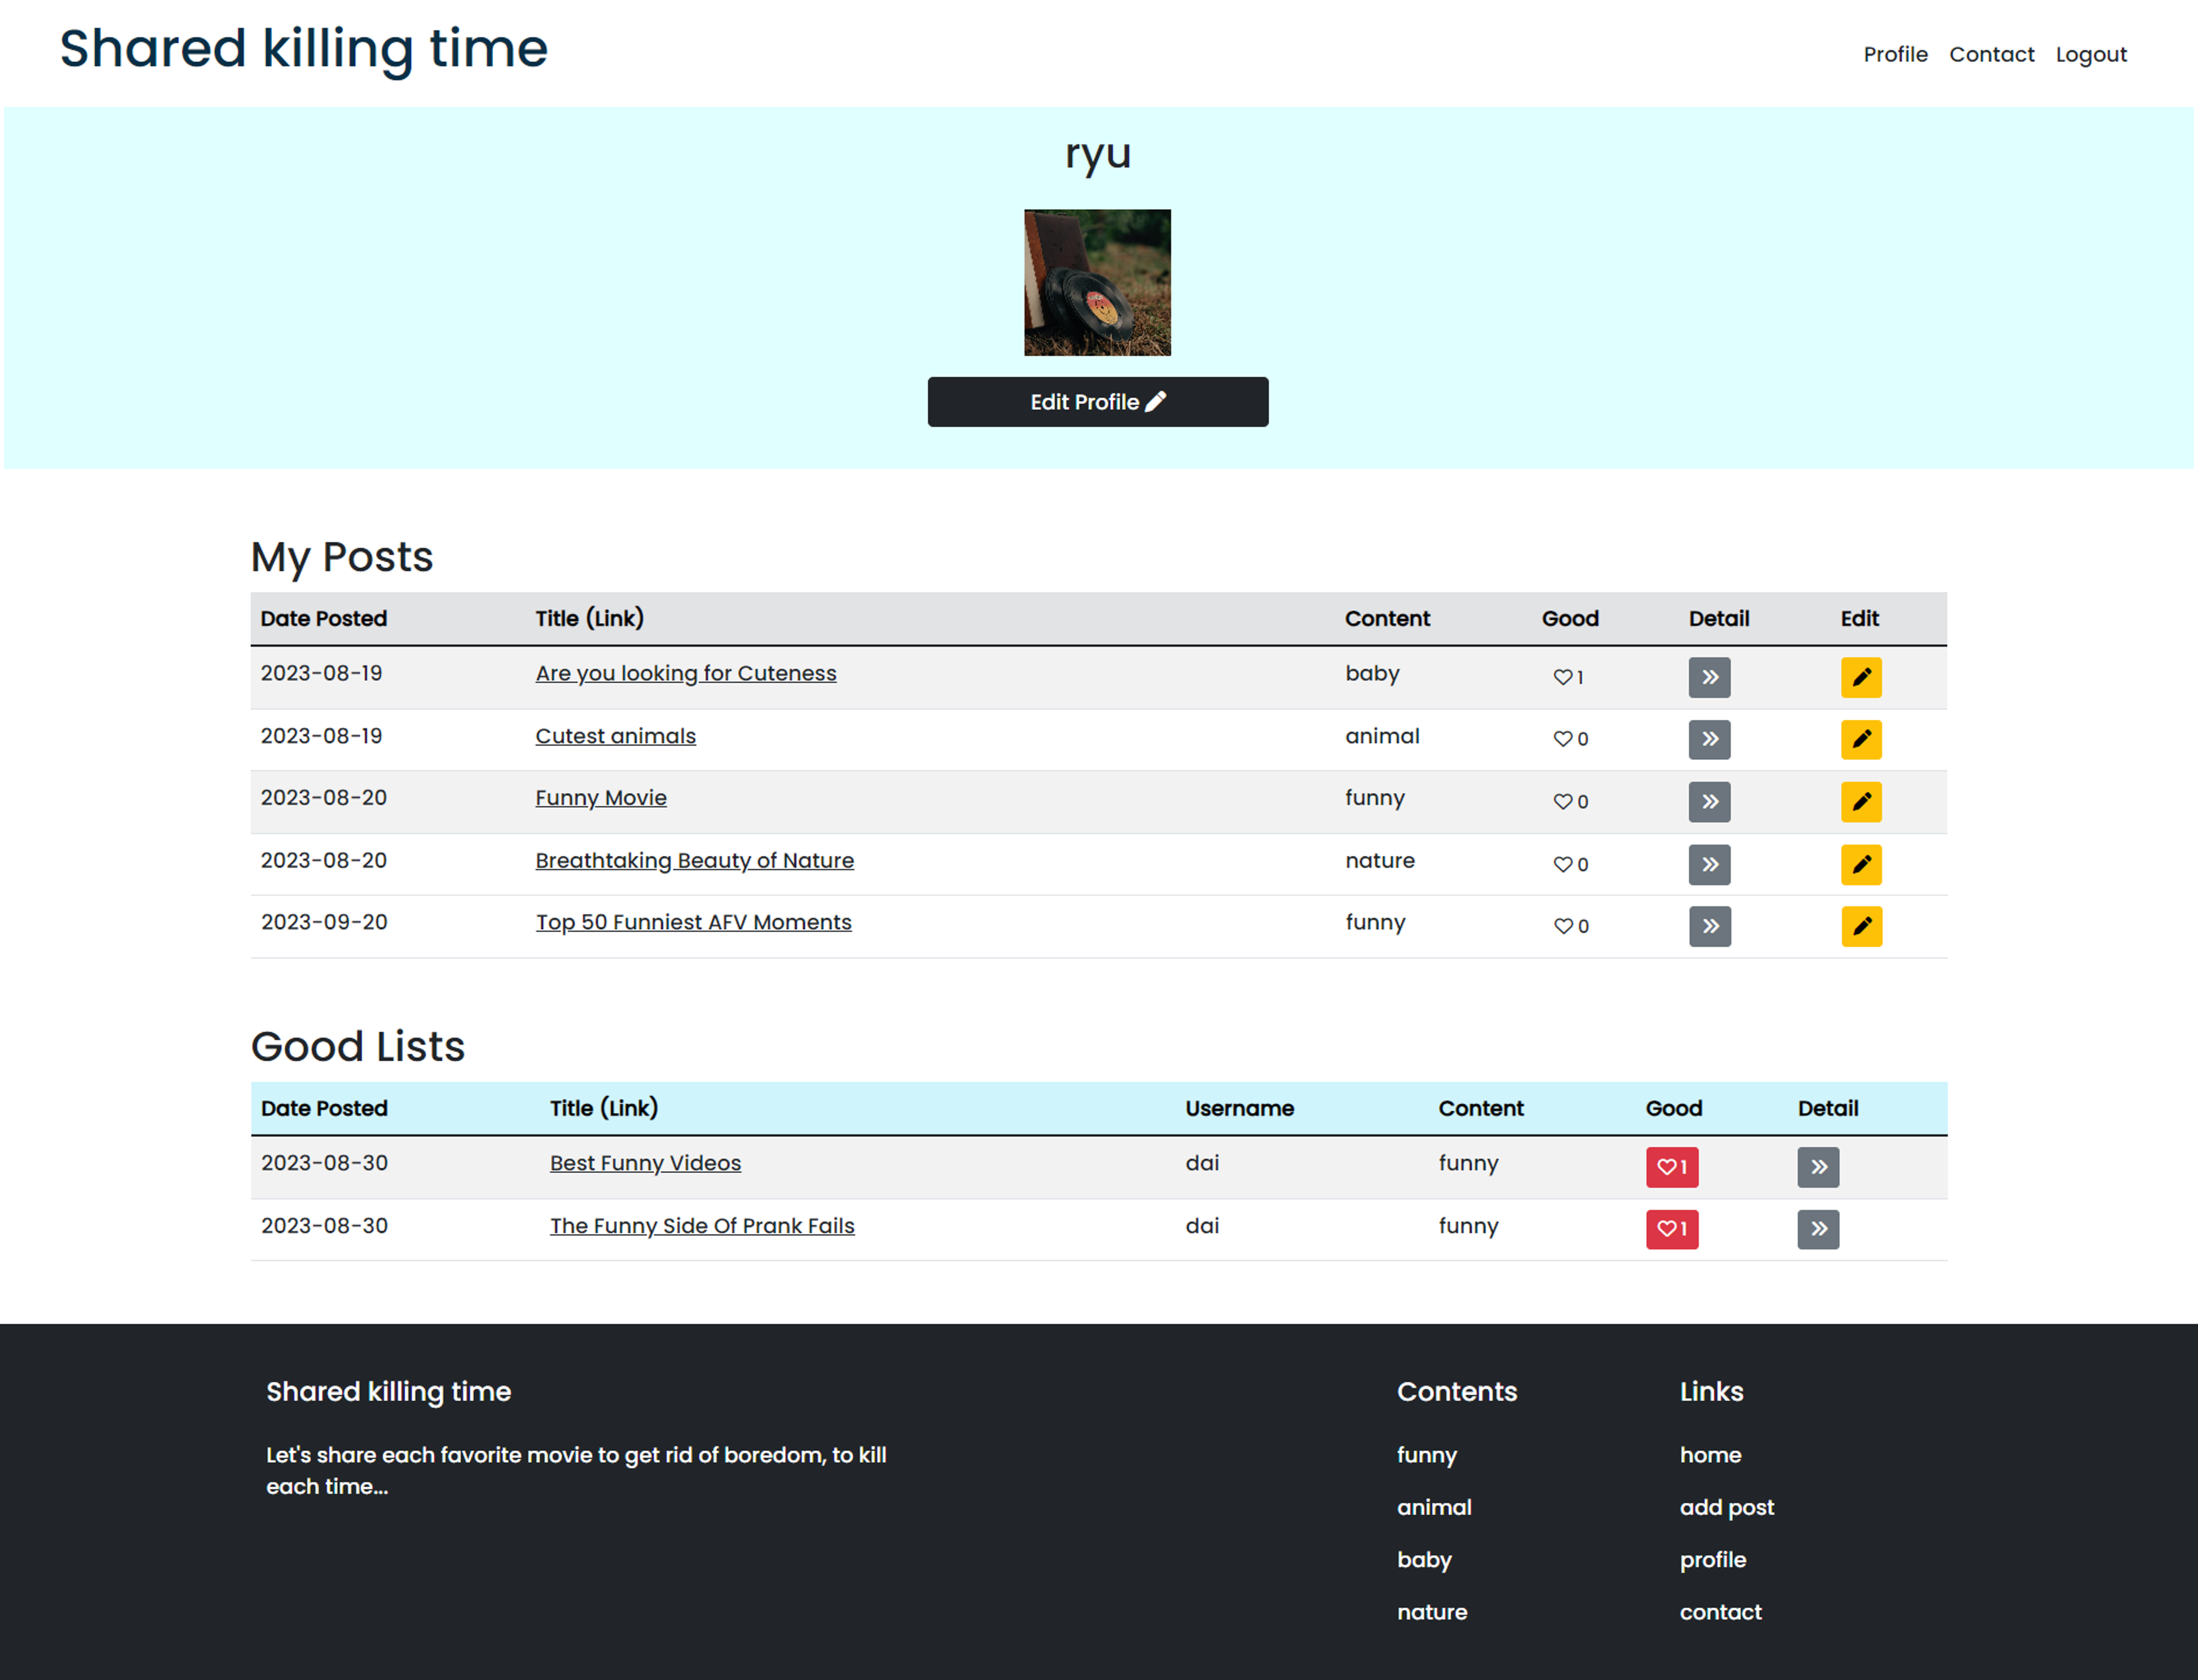 Shared killing time
Profile Contact Logout
ryu
Edit Profile
My Posts
Date Posted Title (Link) Content Good Detail Edit
2023-08-19 Are you looking for Cuteness baby 1
2023-08-19 Cutest animals animal 0
2023-08-20 Funny Movie funny 0
2023-08-20 Breathtaking Beauty of Nature nature 0
2023-09-20 Top 50 Funniest AFV Moments funny 0
Good Lists
Date Posted Title (Link) Username Content Good Detail
2023-08-30 Best Funny Videos dai funny 1
2023-08-30 The Funny Side Of Prank Fails dai funny 1
Shared killing time
Let's share each favorite movie to get rid of boredom, to kill
each time...
Contents
funny
animal
baby
nature
Links
home
add post
profile
contact